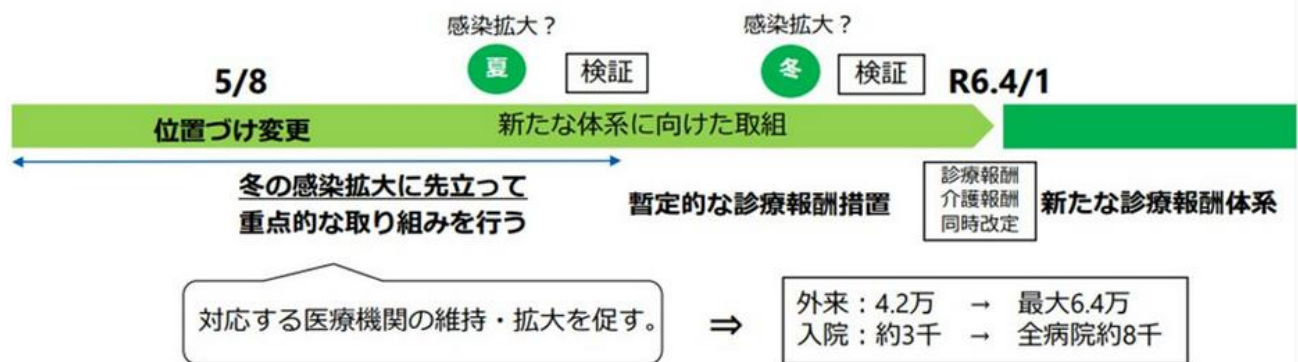 感染拡大？
感染拡大？
夏
検証
冬
検証
5/8
R6.4/1
位置づけ変更
新たな体系に向けた取組
冬の感染拡大に先立って
重点的な取り組みを行う
暫定的な診療報酬措置
診療報酬
介護報酬
同時改定
新たな診療報酬体系
対応する医療機関の維持・拡大を促す。
⇒
外来：4.2万 → 最大6.4万
入院：約3千 → 全病院約8千